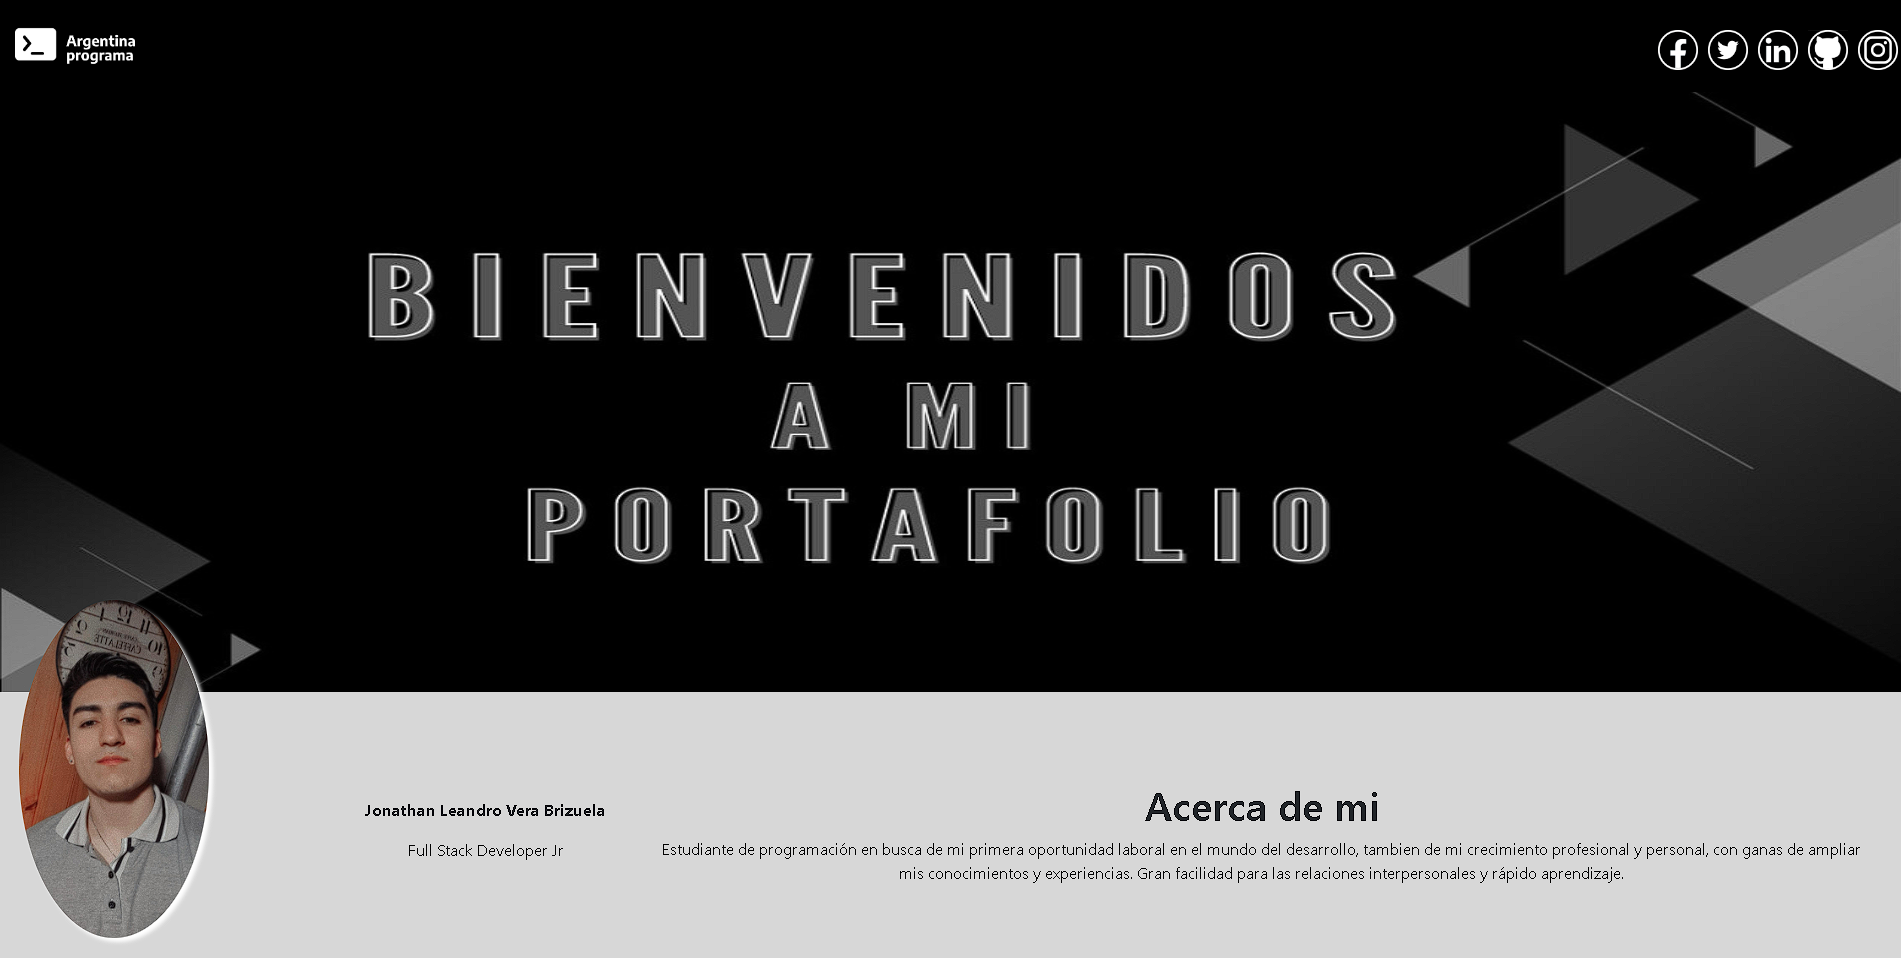 Argentina
programa
BIENVENIDOS
A MI
PORTAFOLIO
Jonathan Leandro Vera Brizuela
Full Stack Developer Jr
Acerca de mi
Estudiante de programación en busca de mi primera oportunidad laboral en el mundo del desarrollo, tambien de mi crecimiento profesional y personal, con ganas de ampliar
mis conocimientos y experiencias. Gran facilidad para las relaciones interpersonales y rápido aprendizaje.